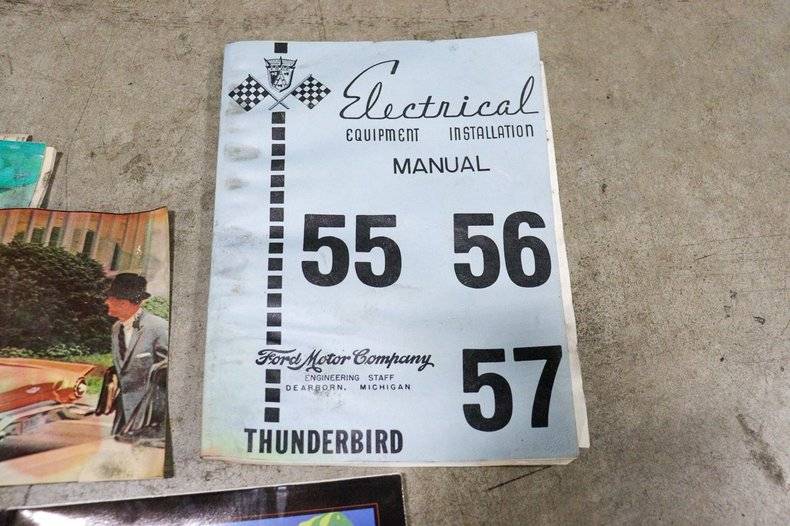 Electrical
EQUIPMENT INSTALLATION
MANUAL
55 56
57
Ford Motor Company
ENGINEERING STAFF
DEARBORN, MICHIGAN
THUNDERBIRD